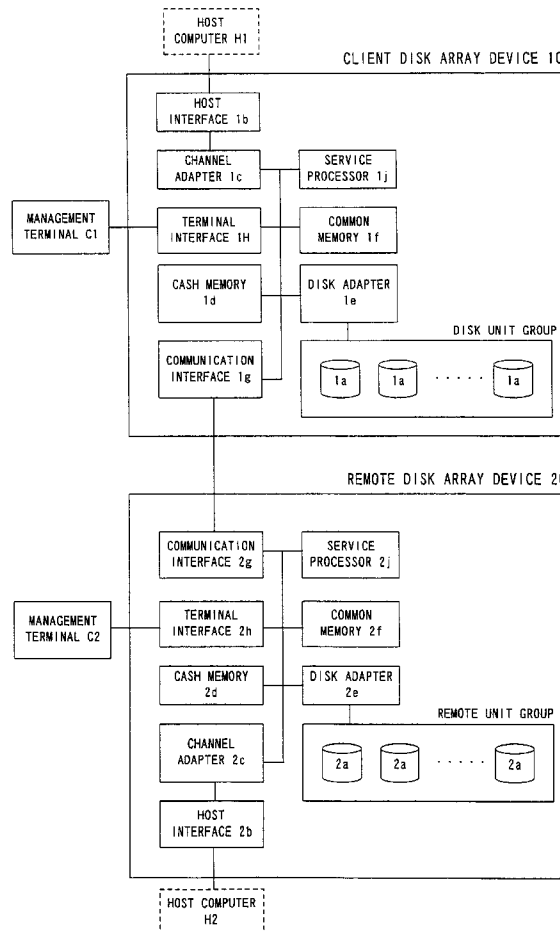 HOST
COMPUTER H1
CLIENT DISK ARRAY DEVICE 10
HOST
INTERFACE 1b
CHANNEL
ADAPTER 1c
SERVICE
PROCESSOR 1j
MANAGEMENT
TERMINAL C1
TERMINAL
INTERFACE 1H
COMMON
MEMORY 1f
CASH MEMORY
1d
DISK ADAPTER
1e
DISK UNIT GROUP
COMMUNICATION
INTERFACE 1g
1a
1a
.....
1a
REMOTE DISK ARRAY DEVICE 20
COMMUNICATION
INTERFACE 2g
SERVICE
PROCESSOR 2j
MANAGEMENT
TERMINAL C2
TERMINAL
INTERFACE 2h
COMMON
MEMORY 2f
CASH MEMORY
2d
DISK ADAPTER
2e
REMOTE UNIT GROUP
CHANNEL
ADAPTER 2c
2a
2a
.....
2a
HOST
INTERFACE 2b
HOST COMPUTER
H2